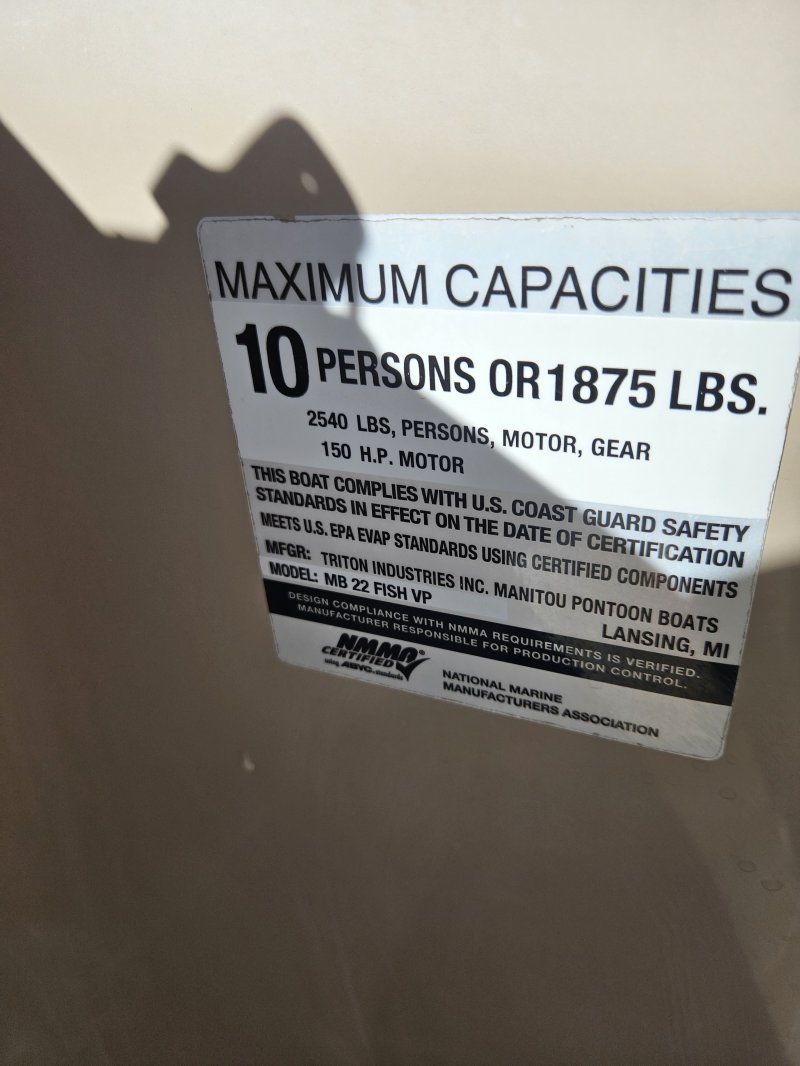 MAXIMUM CAPACITIES
10 PERSONS OR 1875 LBS.
2540 LBS, PERSONS, MOTOR, GEAR
150 H.P. MOTOR
THIS BOAT COMPLIES WITH U.S. COAST GUARD SAFETY
STANDARDS IN EFFECT ON THE DATE OF CERTIFICATION
MEETS U.S. EPA EVAP STANDARDS USING CERTIFIED COMPONENTS
MFGR: TRITON INDUSTRIES INC. MANITOU PONTOON BOATS
MODEL: MB 22 FISH VP LANSING, MI
DESIGN COMPLIANCE WITH NMMA REQUIREMENTS IS VERIFIED.
MANUFACTURER RESPONSIBLE FOR PRODUCTION CONTROL.
NMMA®
CERTIFIED
using ABYC standards
NATIONAL MARINE
MANUFACTURERS ASSOCIATION